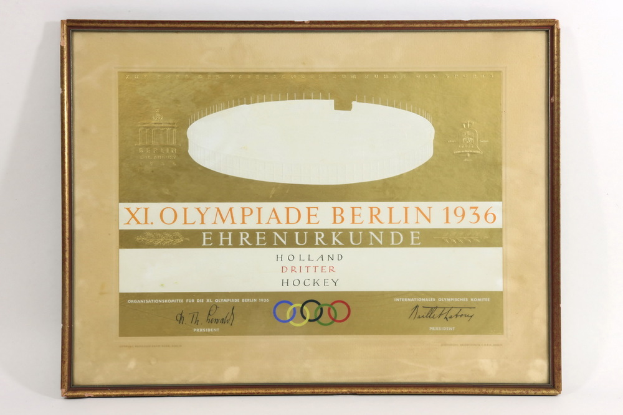 XI. OLYMPIADE BERLIN 1936
EHRENURKUNDE
HOLLAND
DRITTER
HOCKEY
ORGANISATIONSKOMITEE FÜR DIE XI. OLYMPIADE BERLIN 1936
INTERNATIONALES OLYMPISCHES KOMITEE
PRÄSIDENT
PRÄSIDENT